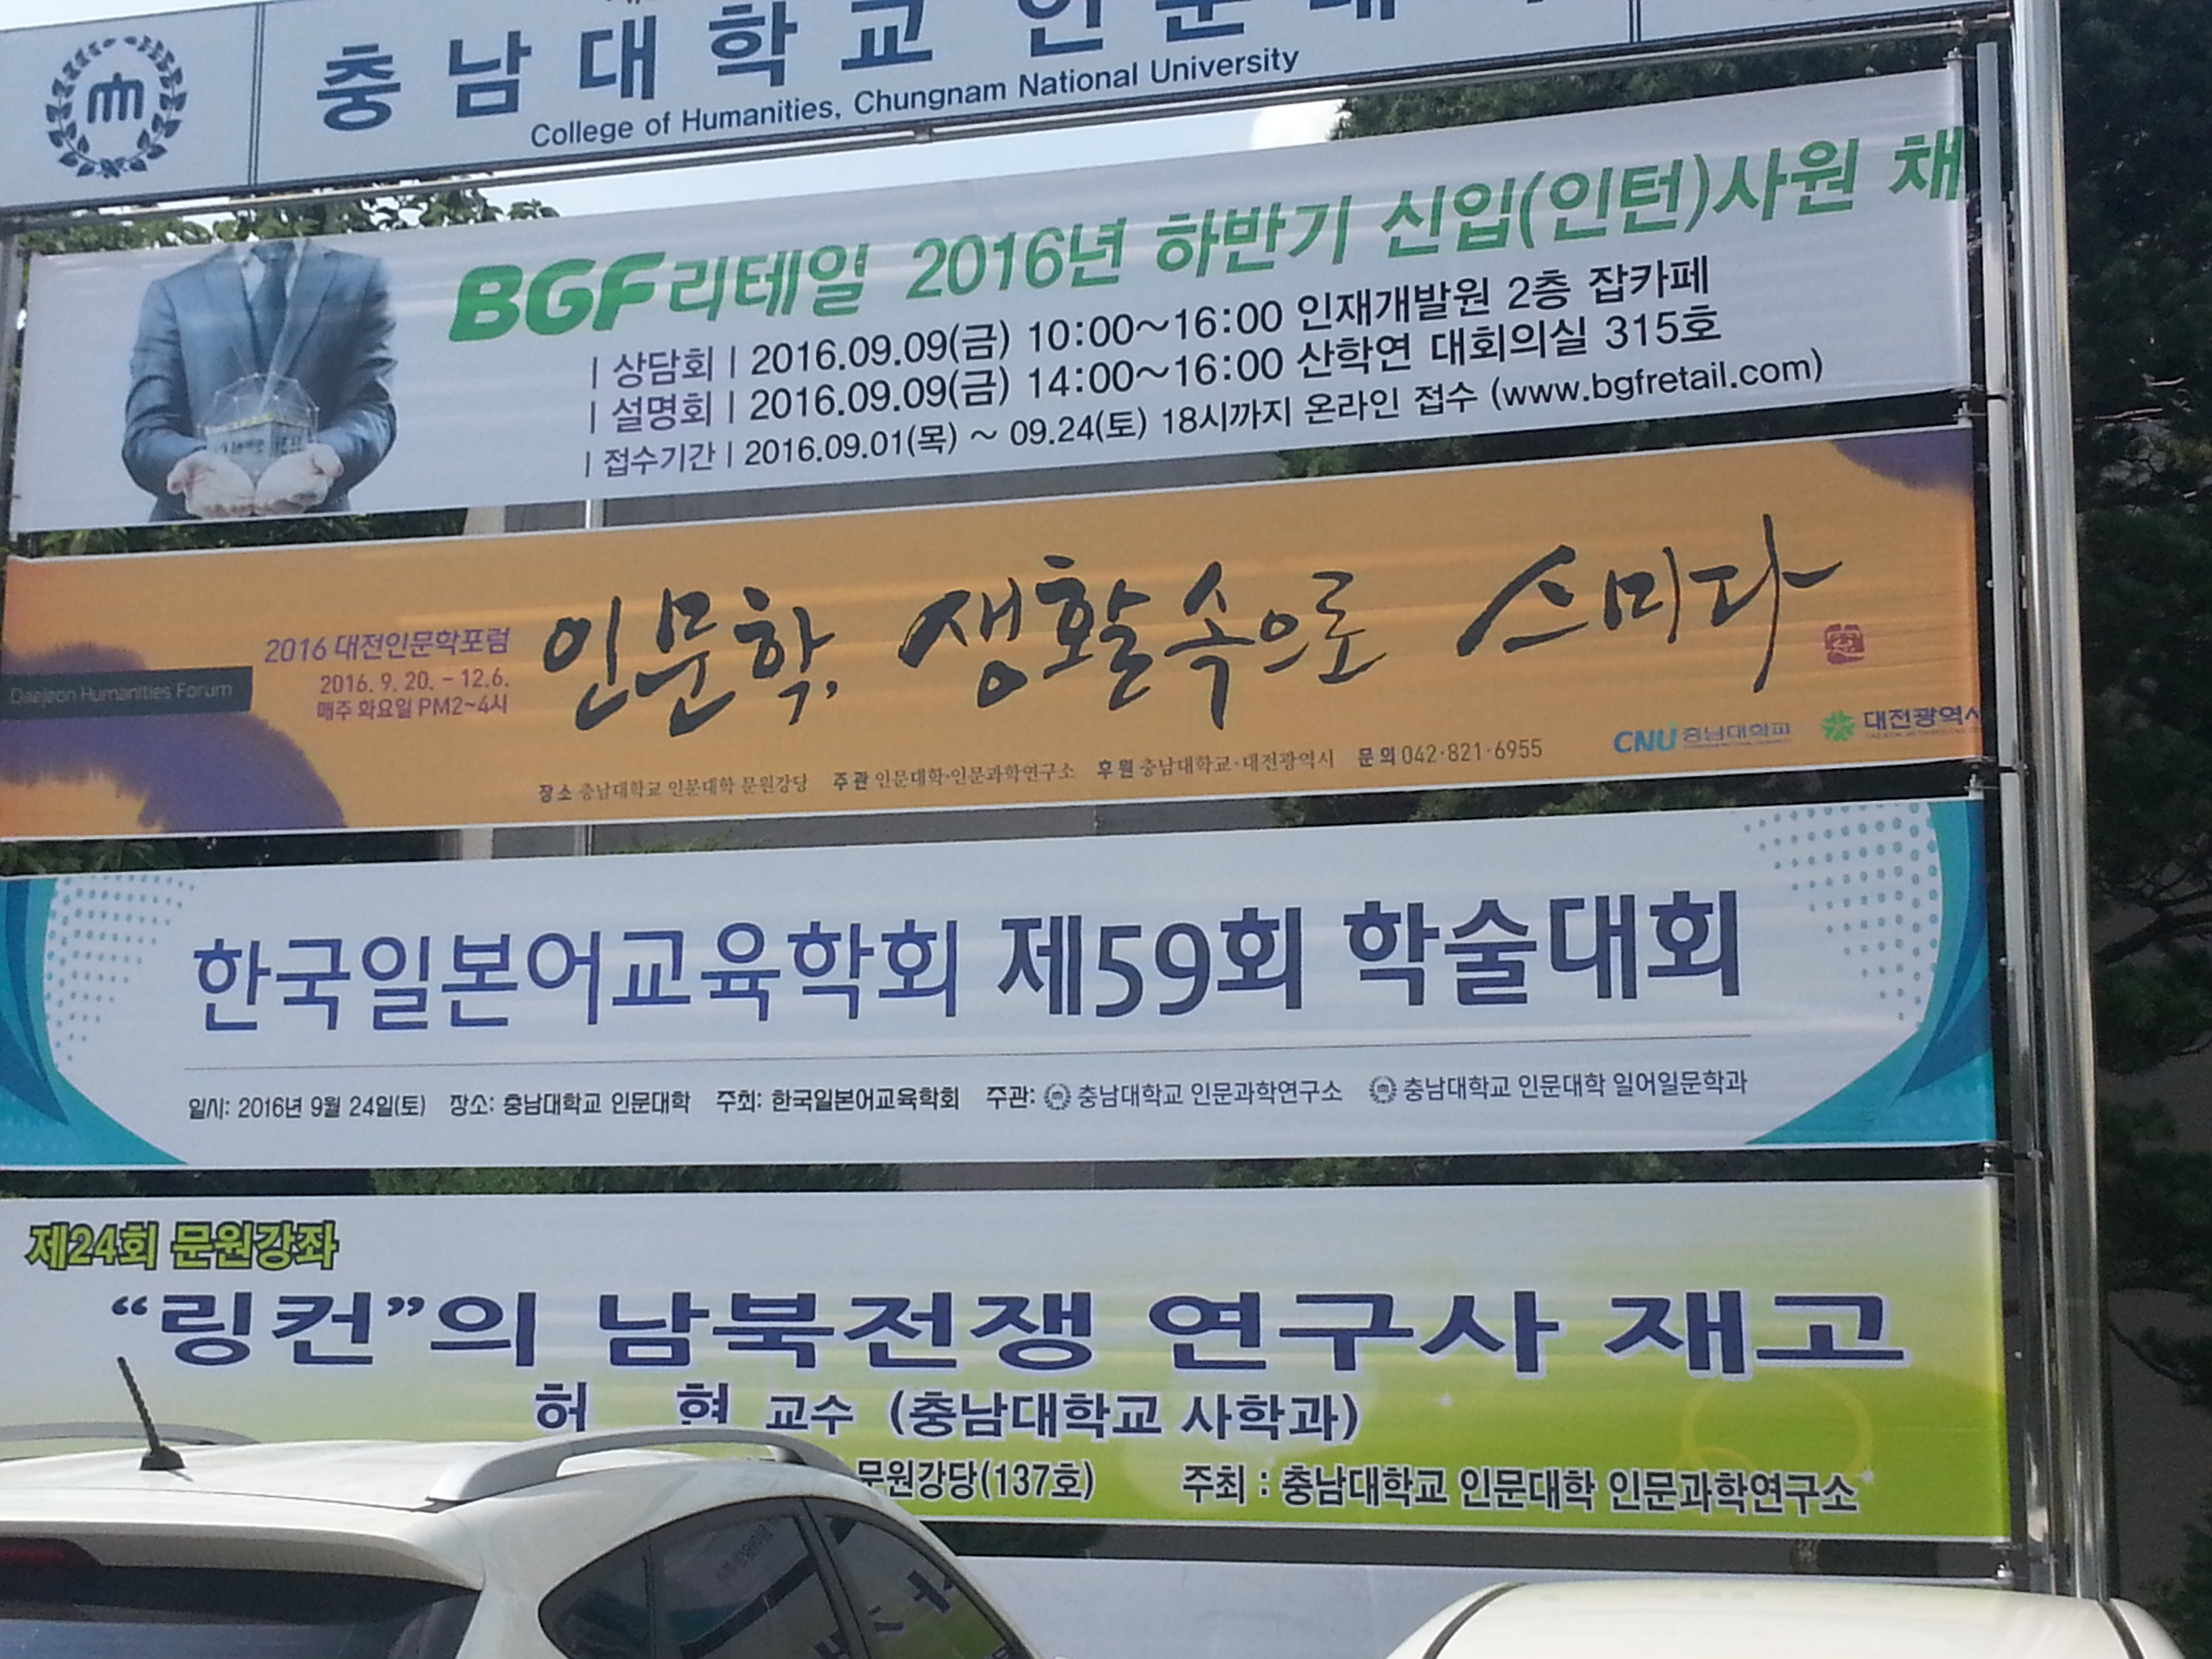 충남대학교 인문대
College of Humanities, Chungnam National University
BGF리테일 2016년 하반기 신입(인턴)사원 채
| 상담회 | 2016.09.09(금) 10:00~16:00 인재개발원 2층 잡카페
| 설명회 | 2016.09.09(금) 14:00~16:00 산학연 대회의실 315호
| 접수기간 | 2016.09.01(목) ~ 09.24(토) 18시까지 온라인 접수 (www.bgfretail.com)
Daejeon Humanities Forum
2016 대전인문학포럼
2016. 9. 20. - 12.6.
매주 화요일 PM2~4시
인문학, 생활속으로 스미다
장소 충남대학교 인문대학 문원강당 주관 인문대학·인문과학연구소 후원 충남대학교·대전광역시 문의 042·821·6955
CNU 충남대학교 대전광역시
한국일본어교육학회 제59회 학술대회
일시: 2016년 9월 24일(토) 장소: 충남대학교 인문대학 주최: 한국일본어교육학회 주관: 충남대학교 인문과학연구소 충남대학교 인문대학 일어일문학과
제24회 문원강좌
“링컨”의 남북전쟁 연구사 재고
허 현 교수 (충남대학교 사학과)
문원강당(137호) 주최 : 충남대학교 인문대학 인문과학연구소